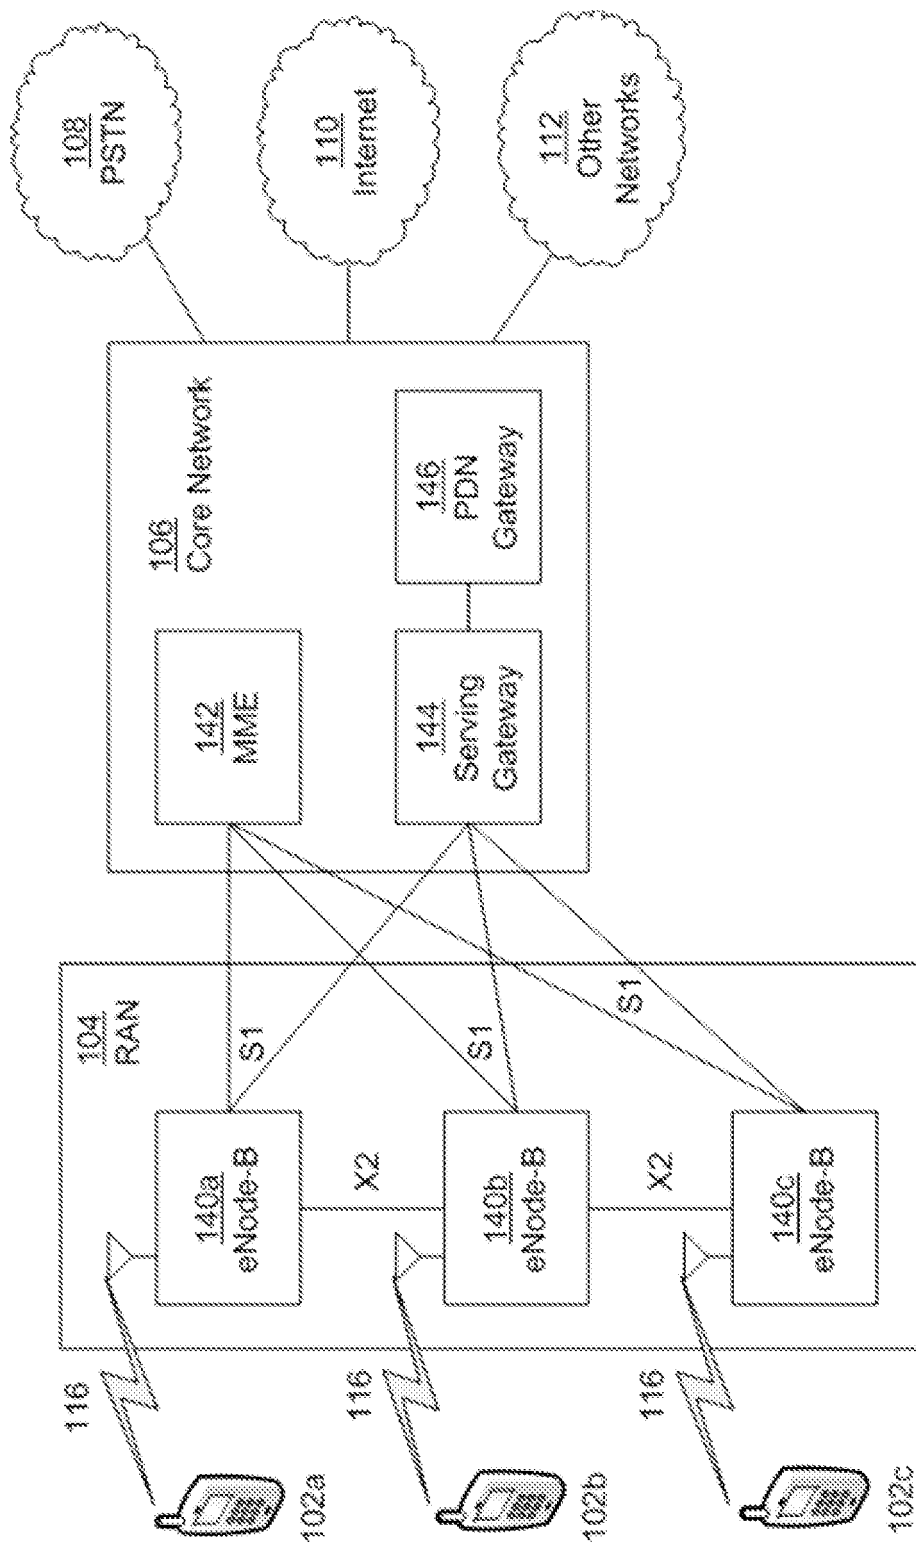 102a
116
104
RAN
140a
eNode-B
S1
X2
102b
116
140b
eNode-B
S1
X2
102c
116
140c
eNode-B
S1
106
Core Network
142
MME
144
Serving
Gateway
146
PDN
Gateway
108
PSTN
110
Internet
112
Other
Networks